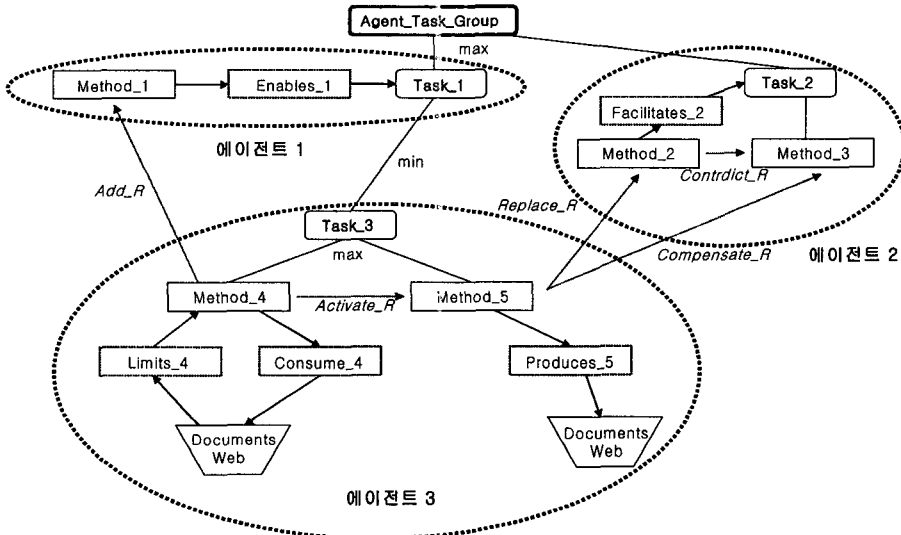 Agent_Task_Group
max
Method_1
Enables_1
Task_1
Task_2
Facilitates_2
에이전트 1
Method_2
Method_3
Contrdict_R
min
Add_R
Replace_R
Task_3
max
Compensate_R
에이전트 2
Method_4
Activate_R
Method_5
Limits_4
Consume_4
Produces_5
Documents
Web
Documents
Web
에이전트 3